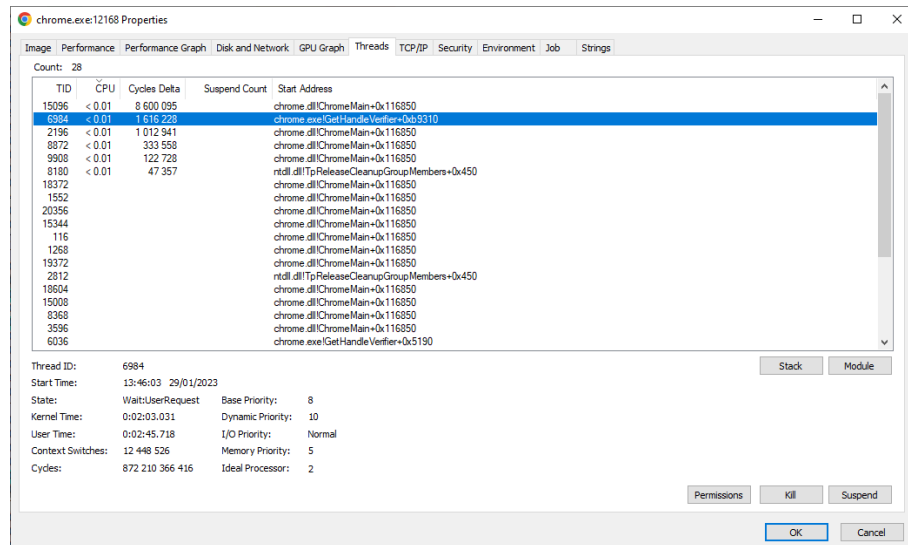 chrome.exe:12168 Properties
Image Performance Performance Graph Disk and Network GPU Graph Threads TCP/IP Security Environment Job Strings
Count: 28
TID CPU Cycles Delta Suspend Count Start Address
15096 < 0.01 8 600 095 chrome.dll!ChromeMain+0x116850
6984 < 0.01 1 616 228 chrome.exe!GetHandleVerifier+0xb9310
2196 < 0.01 1 012 941 chrome.dll!ChromeMain+0x116850
8872 < 0.01 333 558 chrome.dll!ChromeMain+0x116850
9908 < 0.01 122 728 chrome.dll!ChromeMain+0x116850
8180 < 0.01 47 357 ntdll.dll!TpReleaseCleanupGroupMembers+0x450
18372 chrome.dll!ChromeMain+0x116850
1552 chrome.dll!ChromeMain+0x116850
20356 chrome.dll!ChromeMain+0x116850
15344 chrome.dll!ChromeMain+0x116850
116 chrome.dll!ChromeMain+0x116850
1268 chrome.dll!ChromeMain+0x116850
19372 chrome.dll!ChromeMain+0x116850
2812 ntdll.dll!TpReleaseCleanupGroupMembers+0x450
18604 chrome.dll!ChromeMain+0x116850
15008 chrome.dll!ChromeMain+0x116850
8368 chrome.dll!ChromeMain+0x116850
3596 chrome.dll!ChromeMain+0x116850
6036 chrome.exe!GetHandleVerifier+0x5190
Thread ID: 6984 Stack Module
Start Time: 13:46:03 29/01/2023
State: Wait:UserRequest Base Priority: 8
Kernel Time: 0:02:03.031 Dynamic Priority: 10
User Time: 0:02:45.718 I/O Priority: Normal
Context Switches: 12 448 526 Memory Priority: 5
Cycles: 872 210 366 416 Ideal Processor: 2
Permissions Kill Suspend
OK Cancel